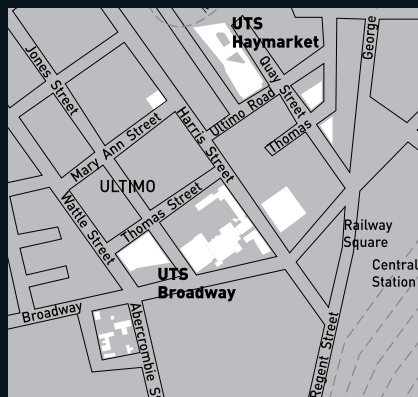 UTS
Haymarket
George
Jones Street
Quay Street
Ultimo Road
Thomas
Harris Street
Mary Ann Street
ULTIMO
Wattle Street
Thomas Street
Railway
Square
Central
Station
UTS
Broadway
Broadway
Abercrombie S
Regent Street